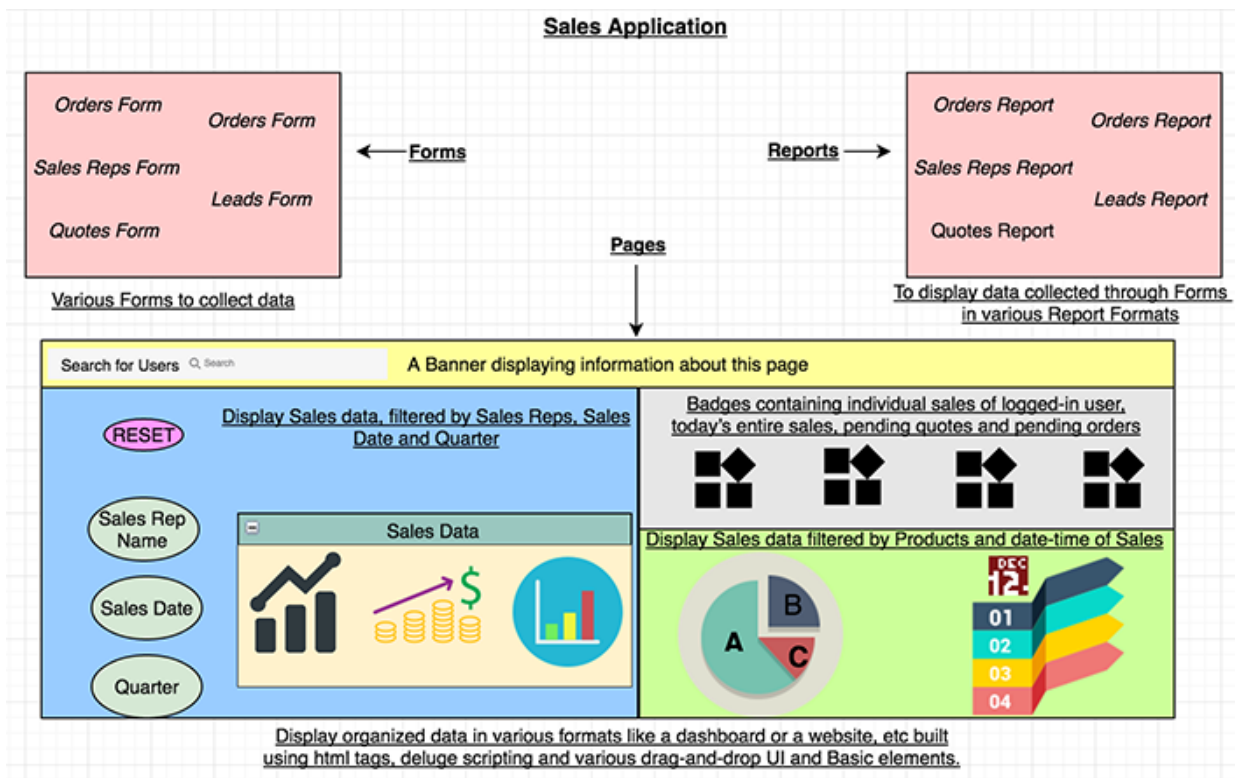 Sales Application
Orders Form
Orders Form
Sales Reps Form
Leads Form
Quotes Form
Various Forms to collect data
Forms
Reports
Orders Report
Orders Report
Sales Reps Report
Leads Report
Quotes Report
To display data collected through Forms
in various Report Formats
Pages
Search for Users
Search
A Banner displaying information about this page
RESET
Display Sales data, filtered by Sales Reps, Sales
Date and Quarter
Sales Rep
Name
Sales Date
Quarter
Sales Data
$
Badges containing individual sales of logged-in user,
today's entire sales, pending quotes and pending orders
Display Sales data filtered by Products and date-time of Sales
A
B
C
DEC
12
01
02
03
04
Display organized data in various formats like a dashboard or a website, etc built
using html tags, deluge scripting and various drag-and-drop UI and Basic elements.